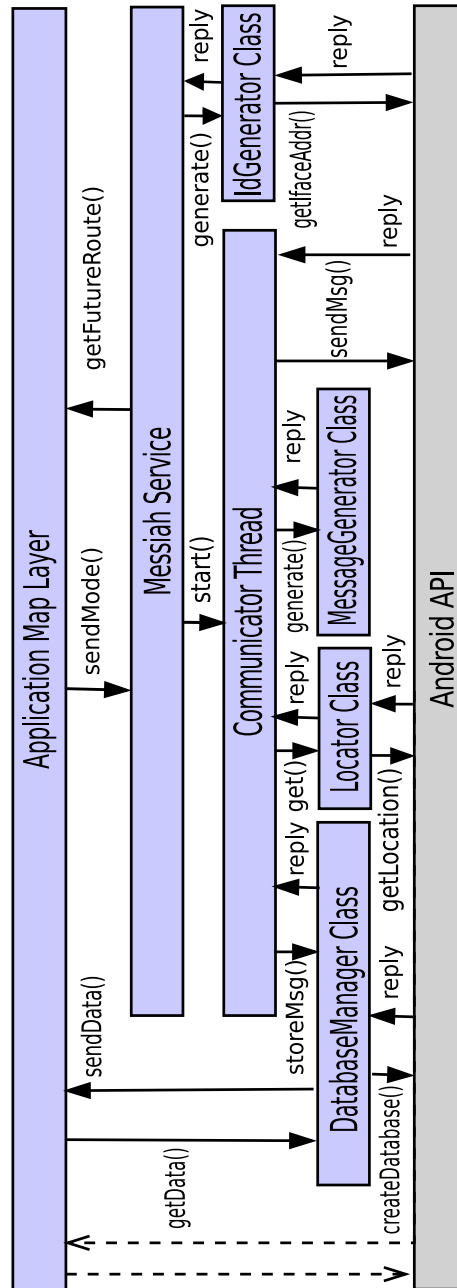 Application Map Layer
getData()
sendData()
sendMode()
getFutureRoute()
Messiah Service
start()
generate()
reply
Communicator Thread
IdGenerator Class
storeMsg()
reply
get()
reply
generate()
reply
sendMsg()
reply
getIfaceAddr()
reply
DatabaseManager Class
Locator Class
MessageGenerator Class
createDatabase()
reply
getLocation()
reply
Android API